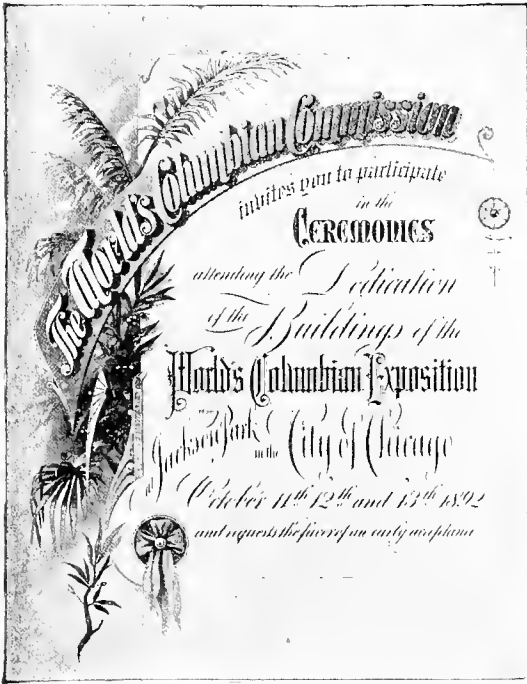 The World's Columbian Commission
invites you to participate
in the
CEREMONIES
attending the Dedication
of the Buildings of the
World's Columbian Exposition
at Jackson Park in the City of Chicago
October 11th 12th and 13th 1892
and requests the favor of an early acceptance